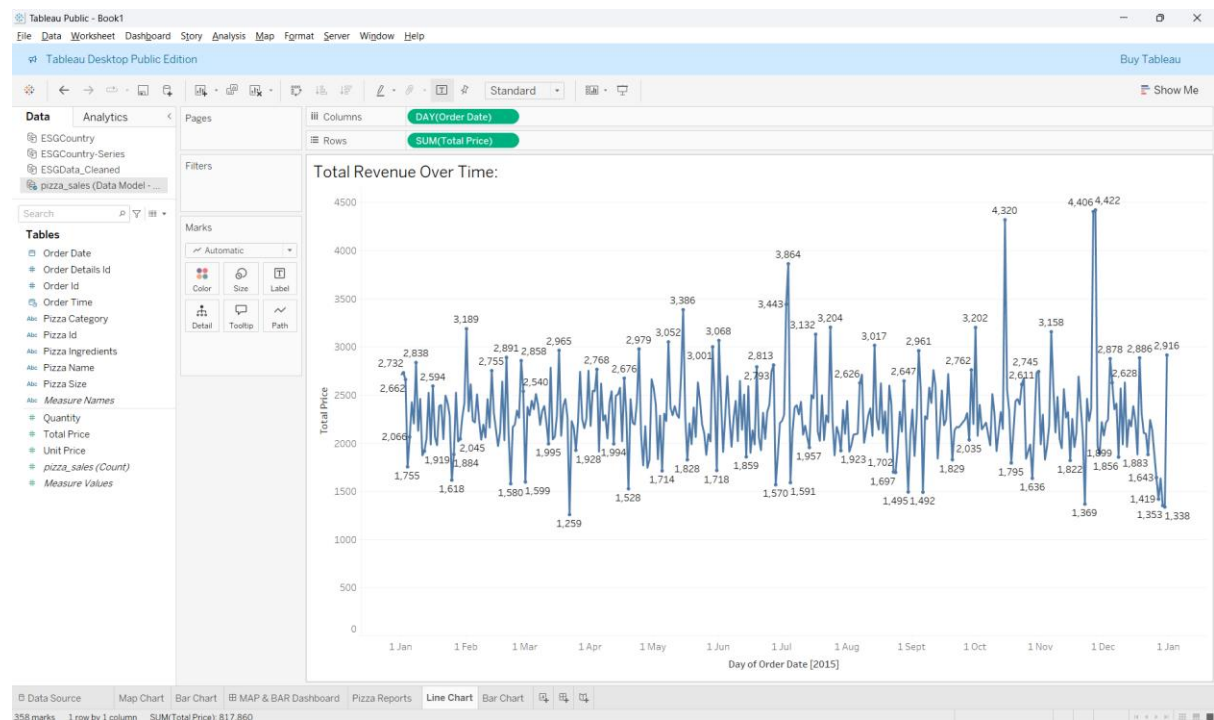 Tableau Public - Book1
File Data Worksheet Dashboard Story Analysis Map Format Server Window Help
Tableau Desktop Public Edition Buy Tableau
Standard Show Me
Data Analytics
ESGCountry
ESGCountry-Series
ESGData_Cleaned
pizza_sales (Data Model - ...
Search
Tables
Order Date
Order Details Id
Order Id
Order Time
Pizza Category
Pizza Id
Pizza Ingredients
Pizza Name
Pizza Size
Measure Names
Quantity
Total Price
Unit Price
pizza_sales (Count)
Measure Values
Pages
Filters
Marks
Automatic
Color Size Label
Detail Tooltip Path
Columns DAY(Order Date)
Rows SUM(Total Price)
Total Revenue Over Time:
Total Price
4500
4000
3500
3000
2500
2000
1500
1000
500
0
4,406 4,422
4,320
3,864
3,443
3,386
3,189 3,052 3,068 3,132 3,204 3,202 3,158
2,979 3,001 3,017
2,732 2,838 2,891 2,858 2,965 2,768 2,813 2,961 2,745 2,878 2,886 2,916
2,662 2,594 2,755 2,540 2,676 2,793 2,626 2,647 2,762 2,611 2,628
2,066 2,045 2,035
1,919 1,884 1,995 1,928 1,994 1,828 1,859 1,957 1,923 1,829 1,899 1,856 1,883
1,755 1,714 1,718 1,702 1,697 1,795 1,822
1,618 1,580 1,599 1,528 1,570 1,591 1,636 1,643
1,495 1,492 1,419
1,259 1,369 1,353 1,338
1 Jan 1 Feb 1 Mar 1 Apr 1 May 1 Jun 1 Jul 1 Aug 1 Sept 1 Oct 1 Nov 1 Dec 1 Jan
Day of Order Date [2015]
Data Source Map Chart Bar Chart MAP & BAR Dashboard Pizza Reports Line Chart Bar Chart
358 marks 1 row by 1 column SUM(Total Price): 817,860